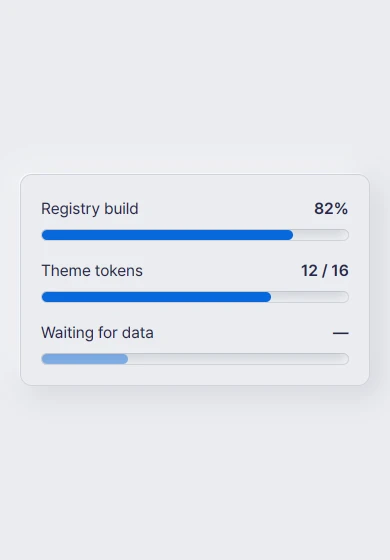 Registry build 82%
Theme tokens 12 / 16
Waiting for data —